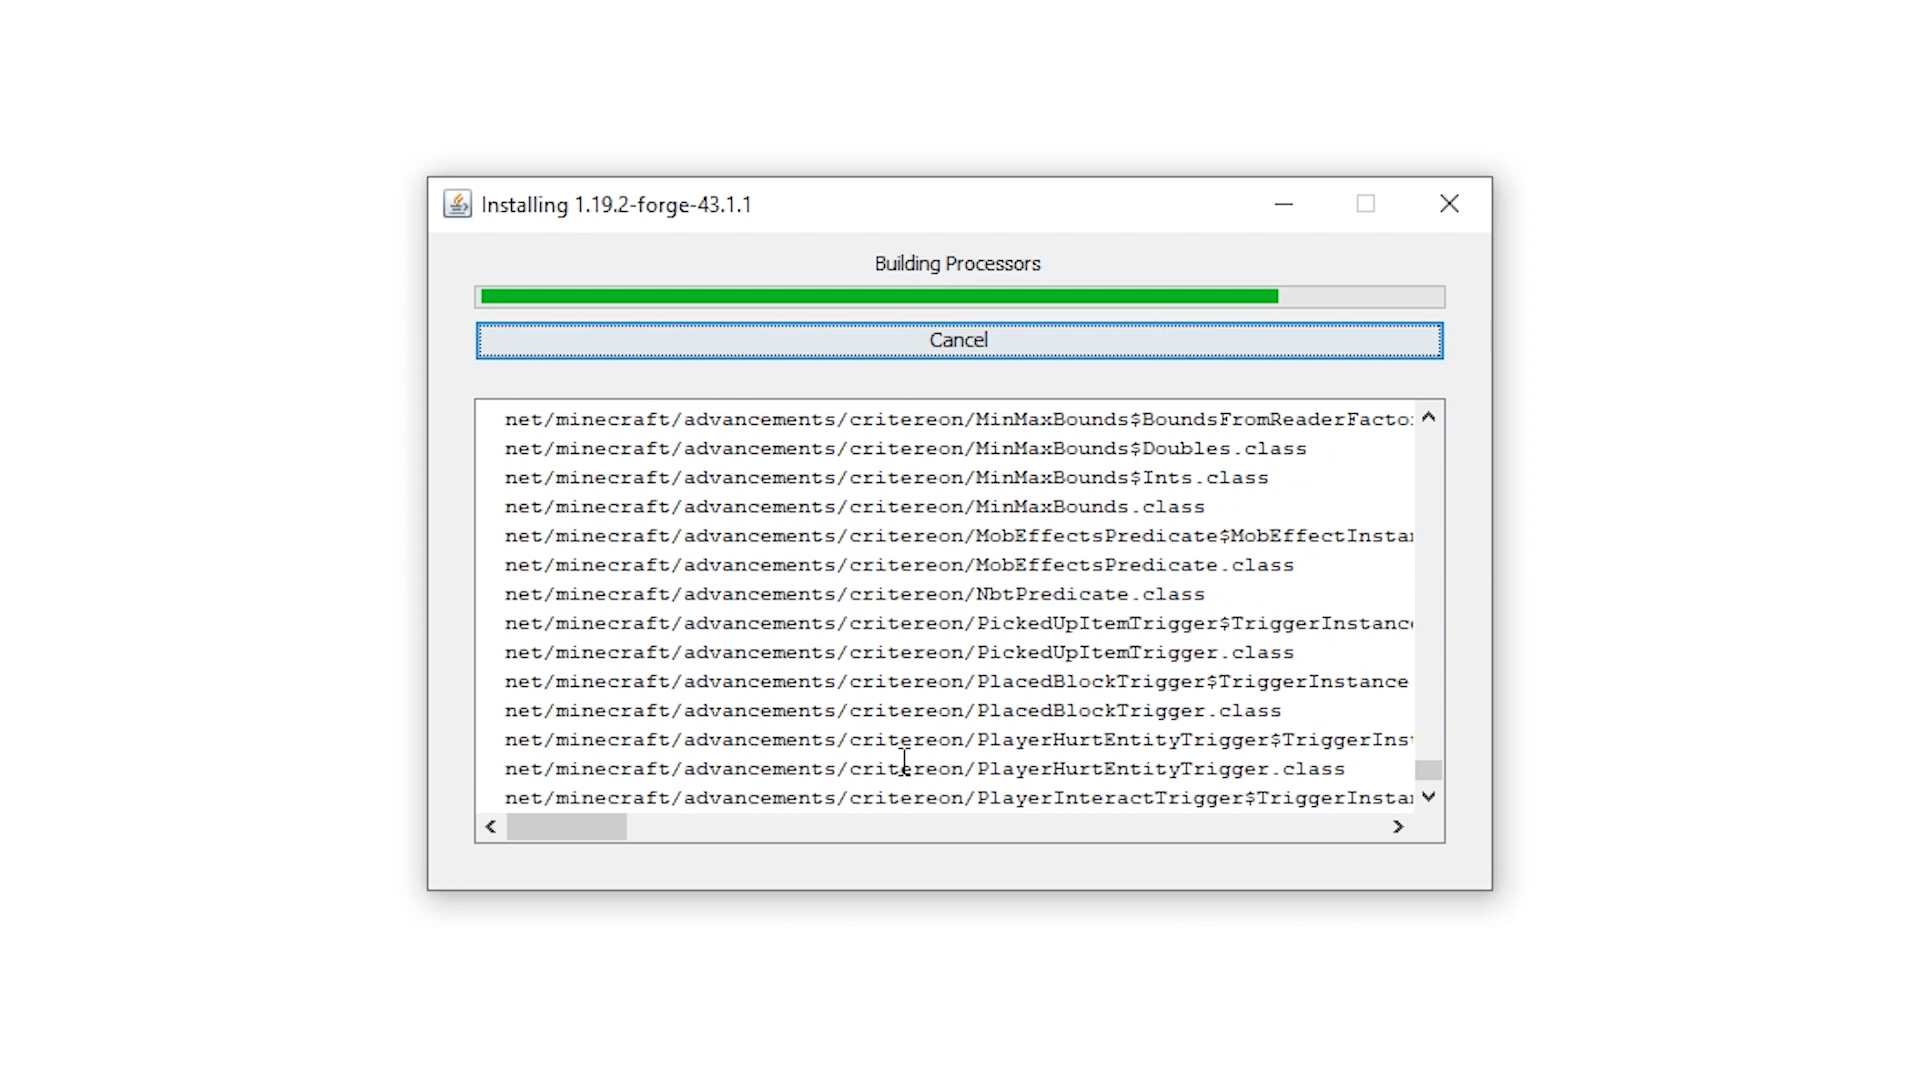 Installing 1.19.2-forge-43.1.1
Building Processors
Cancel
net/minecraft/advancements/critereon/MinMaxBounds$BoundsFromReaderFacto
net/minecraft/advancements/critereon/MinMaxBounds$Doubles.class
net/minecraft/advancements/critereon/MinMaxBounds$Ints.class
net/minecraft/advancements/critereon/MinMaxBounds.class
net/minecraft/advancements/critereon/MobEffectsPredicate$MobEffectInsta
net/minecraft/advancements/critereon/MobEffectsPredicate.class
net/minecraft/advancements/critereon/NbtPredicate.class
net/minecraft/advancements/critereon/PickedUpItemTrigger$TriggerInstanc
net/minecraft/advancements/critereon/PickedUpItemTrigger.class
net/minecraft/advancements/critereon/PlacedBlockTrigger$TriggerInstance
net/minecraft/advancements/critereon/PlacedBlockTrigger.class
net/minecraft/advancements/critereon/PlayerHurtEntityTrigger$TriggerIns
net/minecraft/advancements/critereon/PlayerHurtEntityTrigger.class
net/minecraft/advancements/critereon/PlayerInteractTrigger$TriggerInsta